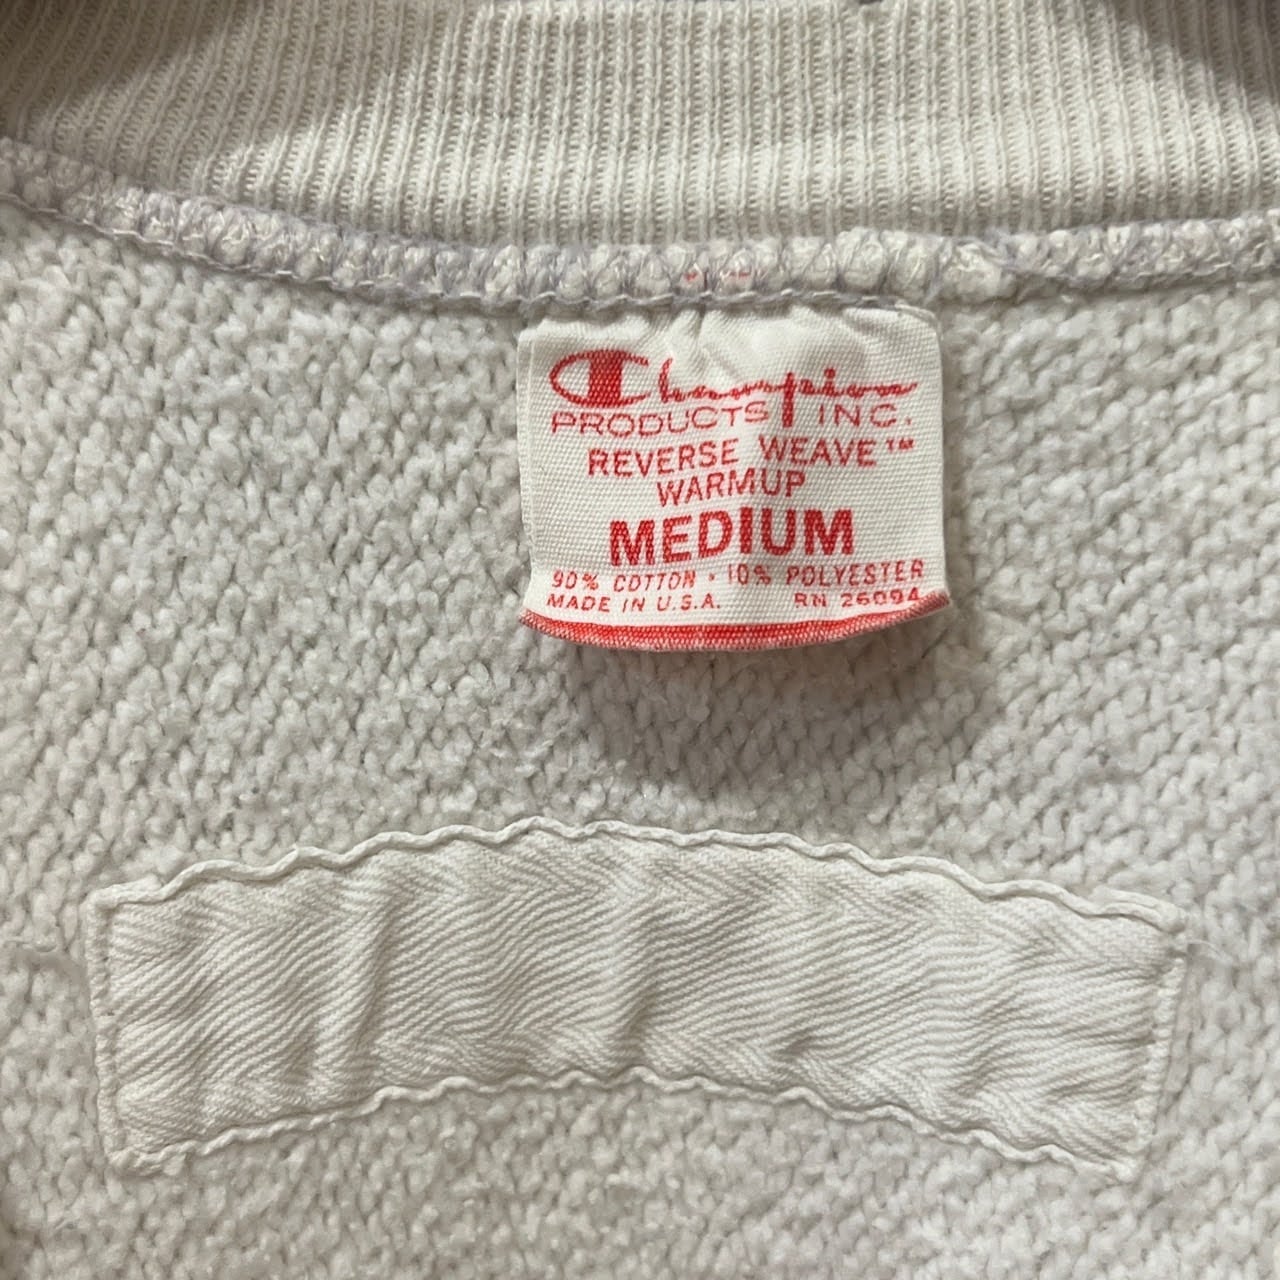 Champion
PRODUCTS INC.
REVERSE WEAVE™
WARMUP
MEDIUM
90% COTTON · 10% POLYESTER
MADE IN U.S.A. RN 26094